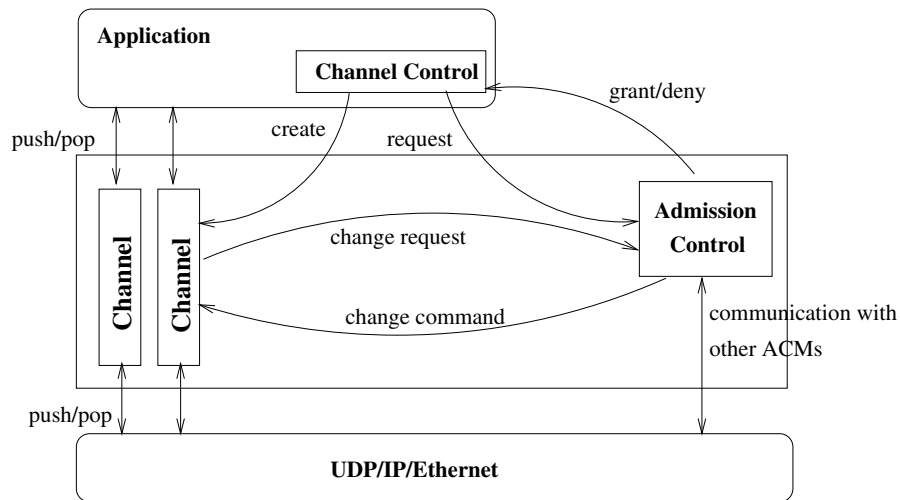 Application
Channel Control
grant/deny
push/pop
create
request
Channel
Channel
Admission
Control
change request
change command
communication with
other ACMs
push/pop
UDP/IP/Ethernet